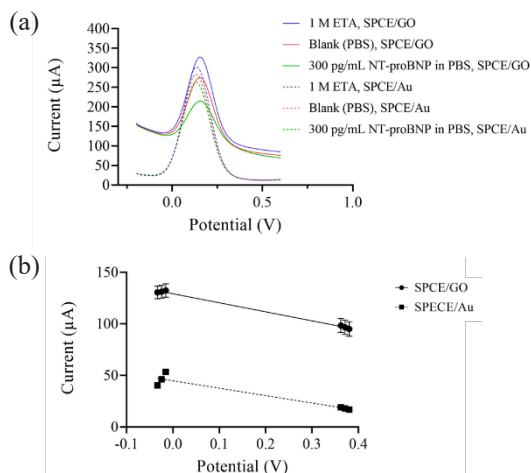 (a)
400
350
300
250
200
150
100
50
0
Current (µA)
0.0
0.5
1.0
Potential (V)
1 M ETA, SPCE/GO
Blank (PBS), SPCE/GO
300 pg/mL NT-proBNP in PBS, SPCE/GO
1 M ETA, SPCE/Au
Blank (PBS), SPCE/Au
300 pg/mL NT-proBNP in PBS, SPCE/Au
(b)
150
100
50
0
Current (µA)
-0.1
0.0
0.1
0.2
0.3
0.4
Potential (V)
SPCE/GO
SPECE/Au